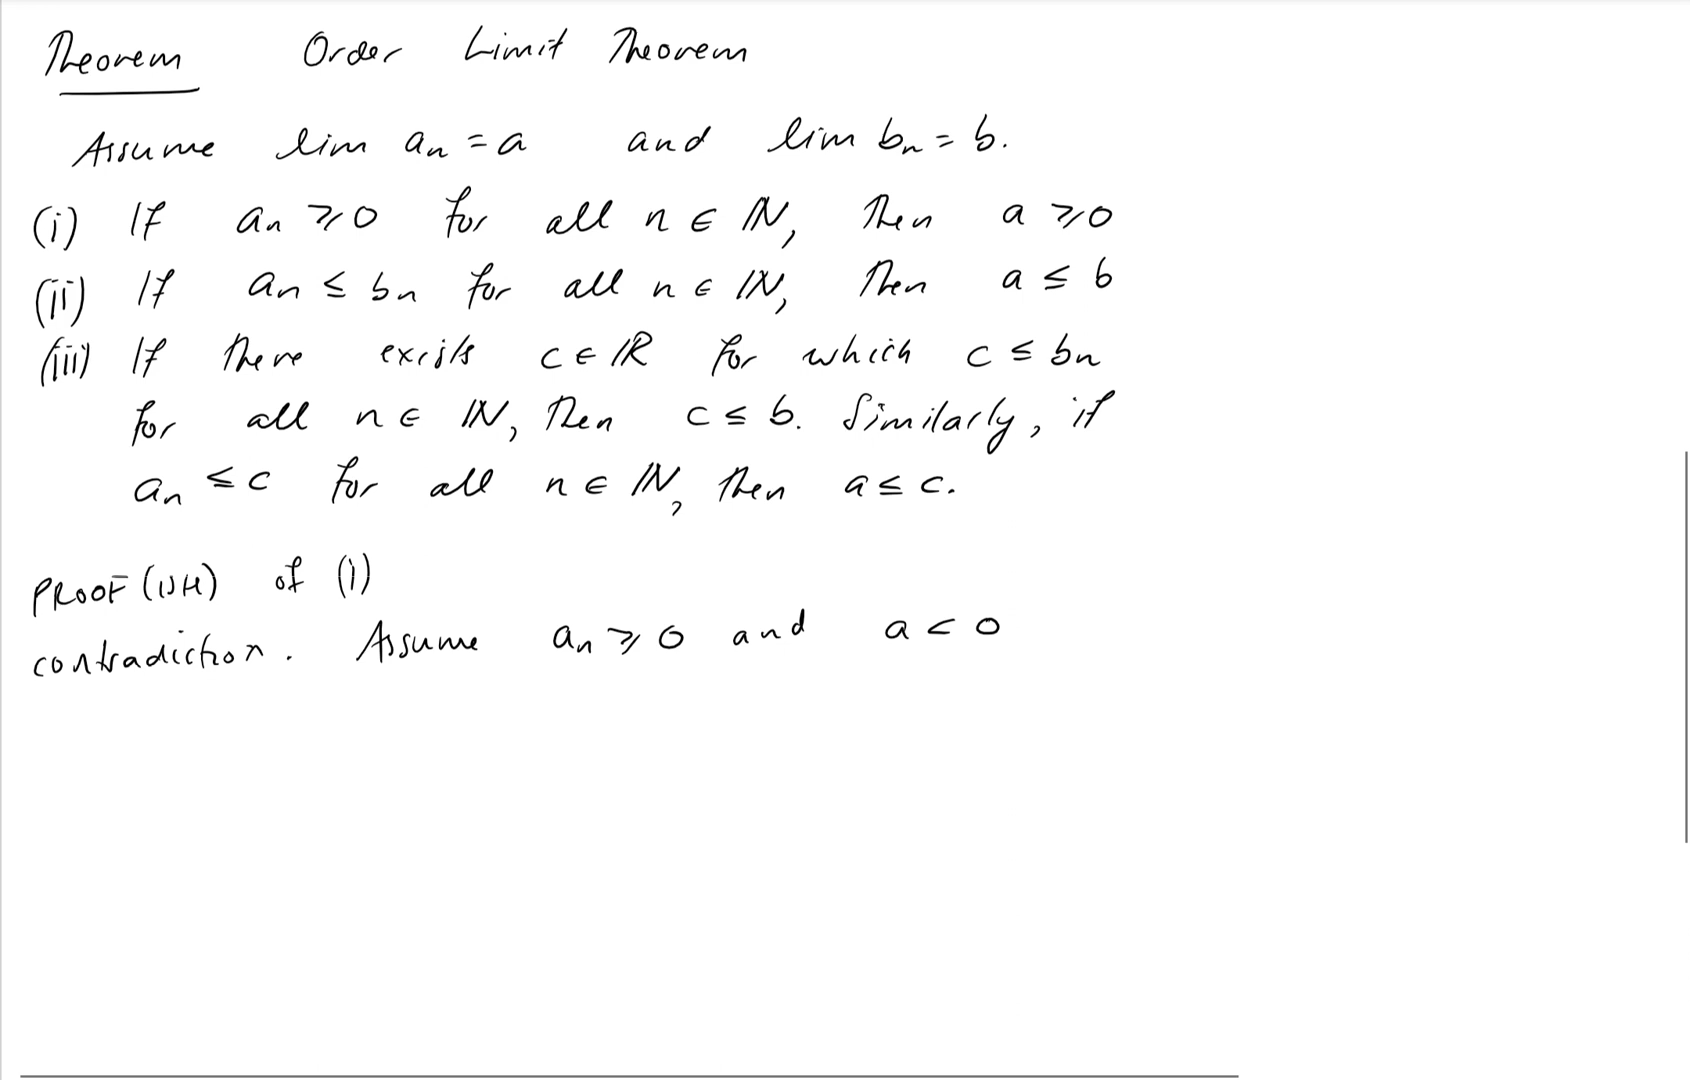 Theorem Order Limit Theorem
Assume lim an = a and lim bn = b.
(i) If an ⩾ 0 for all n ∈ ℕ, then a ⩾ 0
(ii) If an ≤ bn for all n ∈ ℕ, then a ≤ b
(iii) If there exists c ∈ ℝ for which c ≤ bn
for all n ∈ ℕ, then c ≤ b. Similarly, if
an ≤ c for all n ∈ ℕ, then a ≤ c.
PROOF of (i)
contradiction. Assume an ⩾ 0 and a < 0